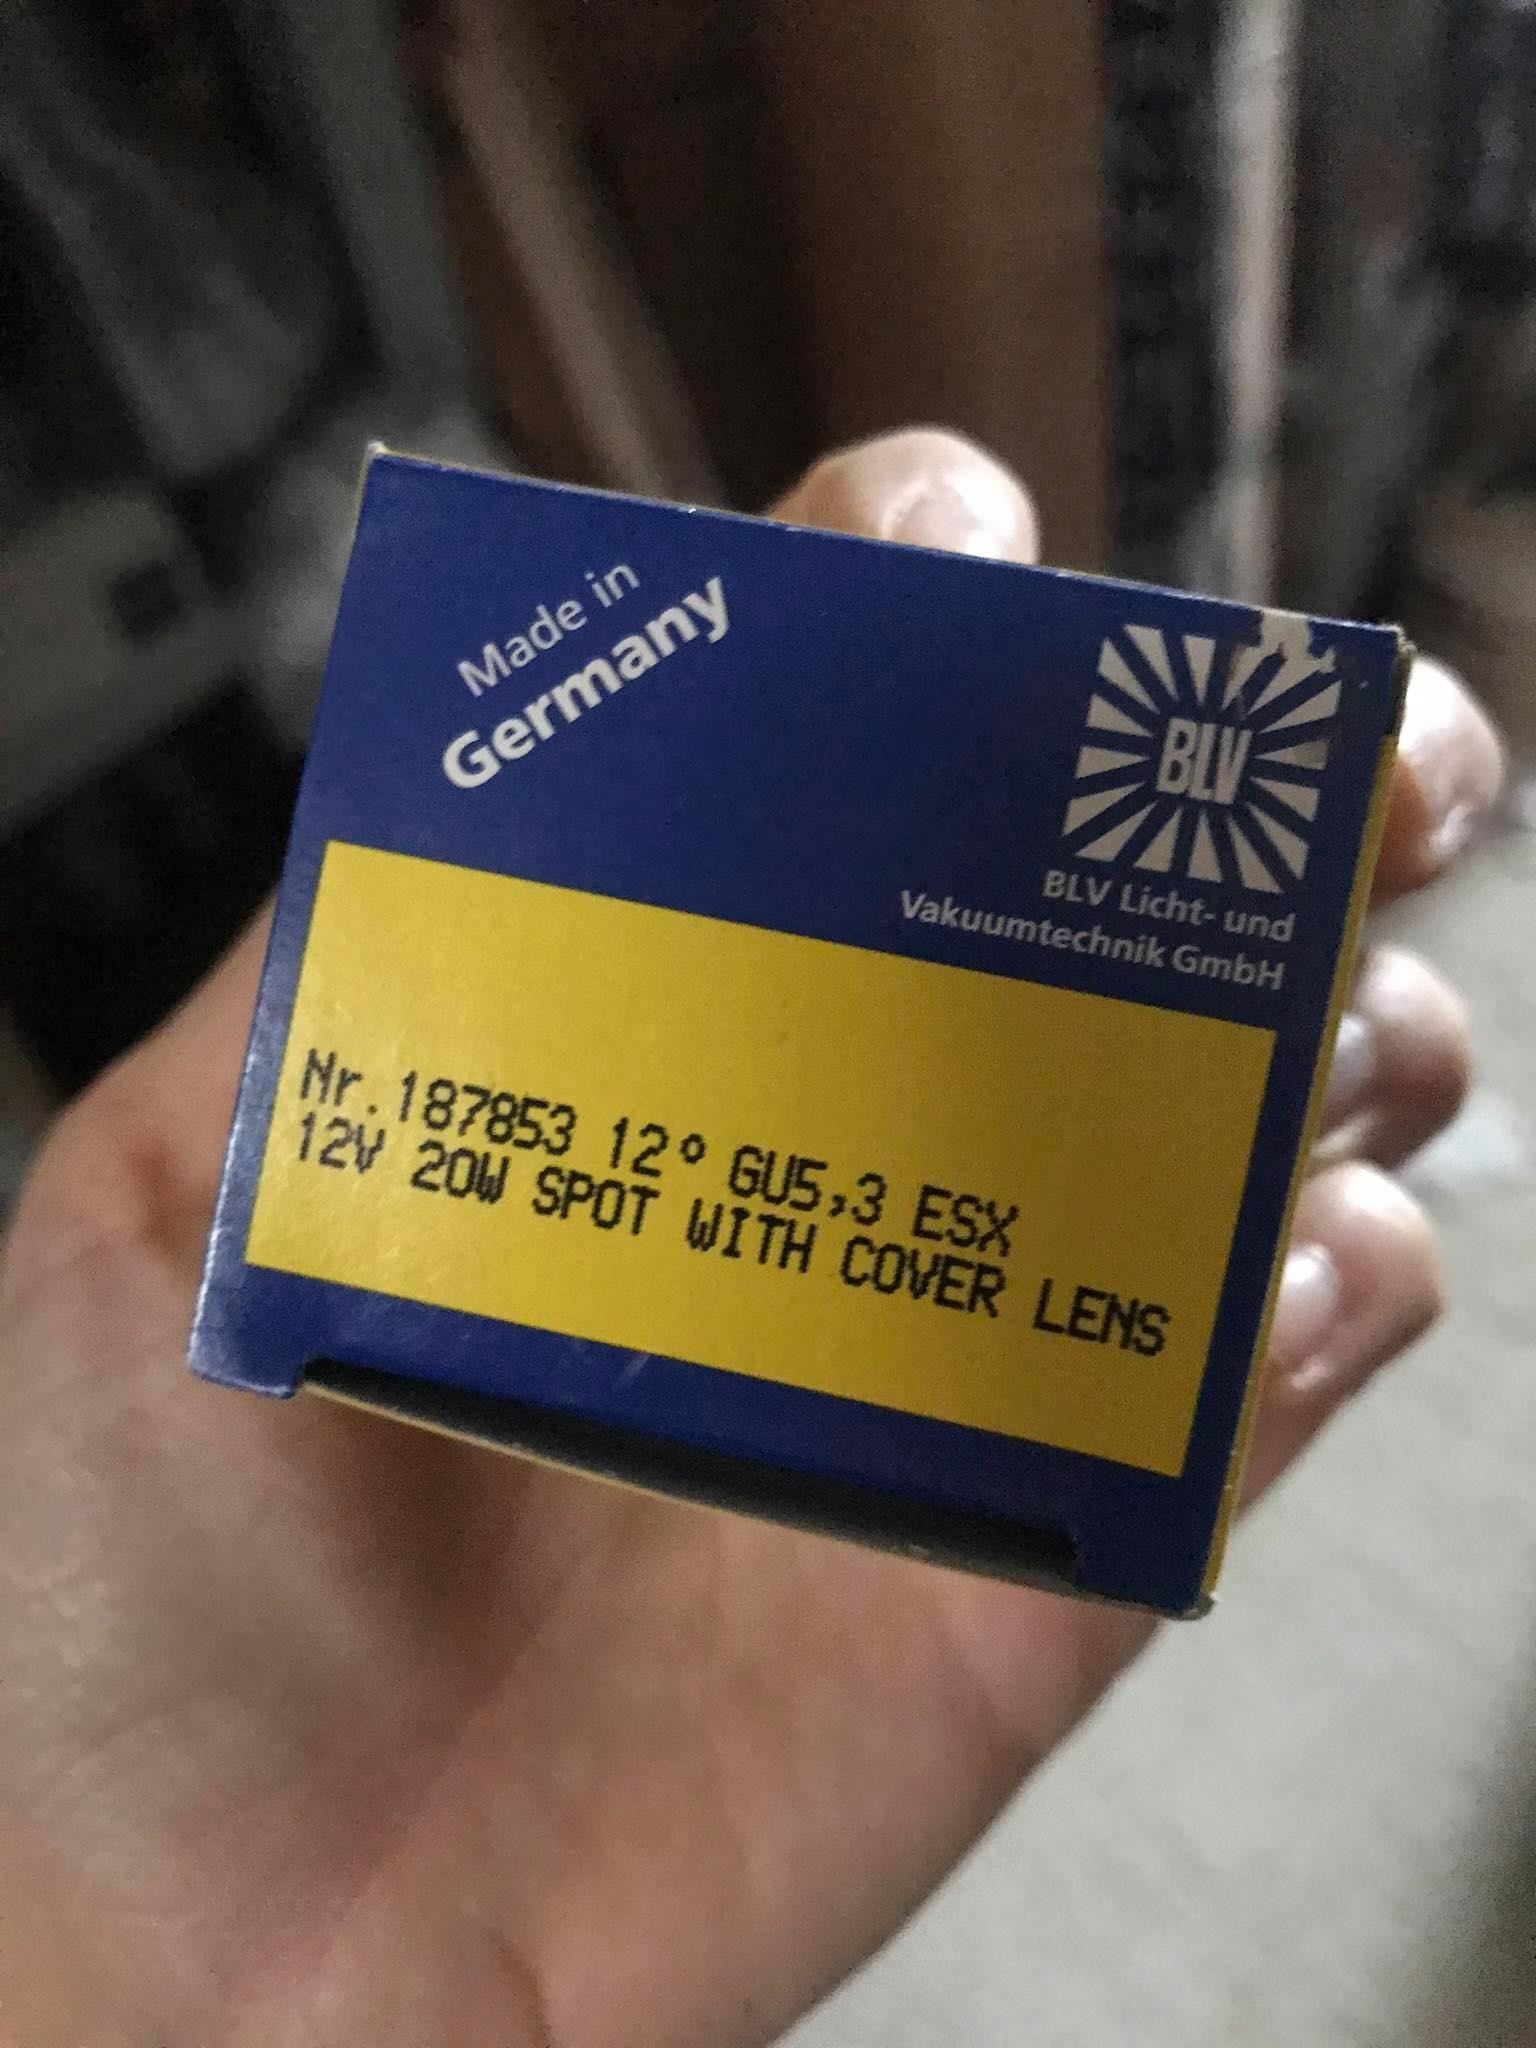 Made in
Germany
BLV
BLV Licht- und
Vakuumtechnik GmbH
Nr.187853 12° GU5,3 ESX
12V 20W SPOT WITH COVER LENS